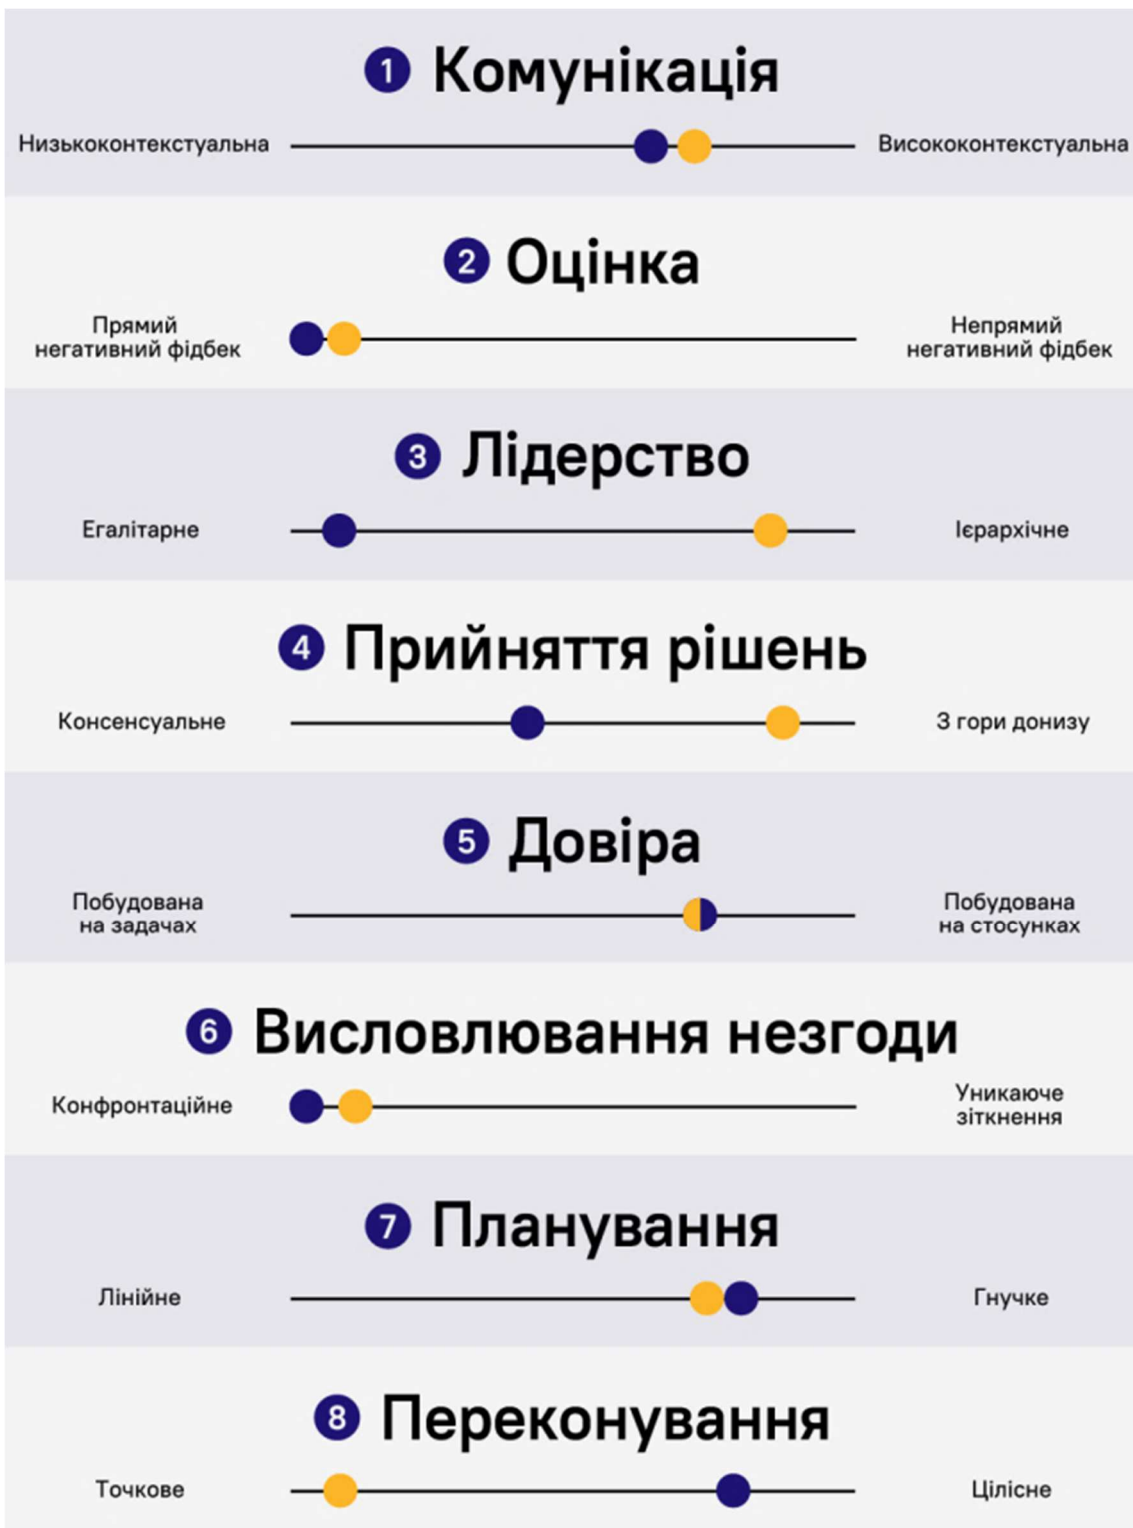 1 Комунікація
Низькоконтекстуальна
Висококонтекстуальна
2 Оцінка
Прямий
негативний фідбек
Непрямий
негативний фідбек
3 Лідерство
Егалітарне
Ієрархічне
4 Прийняття рішень
Консенсуальне
З гори донизу
5 Довіра
Побудована
на задачах
Побудована
на стосунках
6 Висловлювання незгоди
Конфронтаційне
Уникаюче
зіткнення
7 Планування
Лінійне
Гнучке
8 Переконування
Точкове
Цілісне